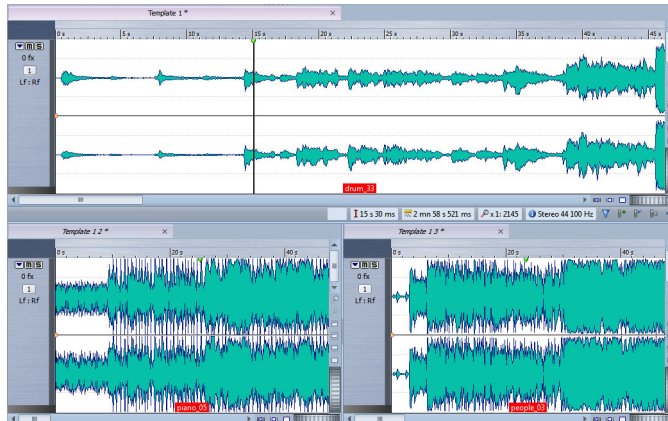 Template 1 * ×
0 s 5 s 10 s 15 s 20 s 25 s 30 s 35 s 40 s 45 s
M S
0 fx
1
Lf : Rf
drum_33
15 s 30 ms 2 mn 58 s 521 ms x 1: 2145 Stereo 44 100 Hz
Template 1 2 * ×
0 s 20 s 40 s
M S
0 fx
1
Lf : Rf
piano_05
Template 1 3 * ×
0 s 20 s 40 s
M S
0 fx
1
Lf : Rf
people_03